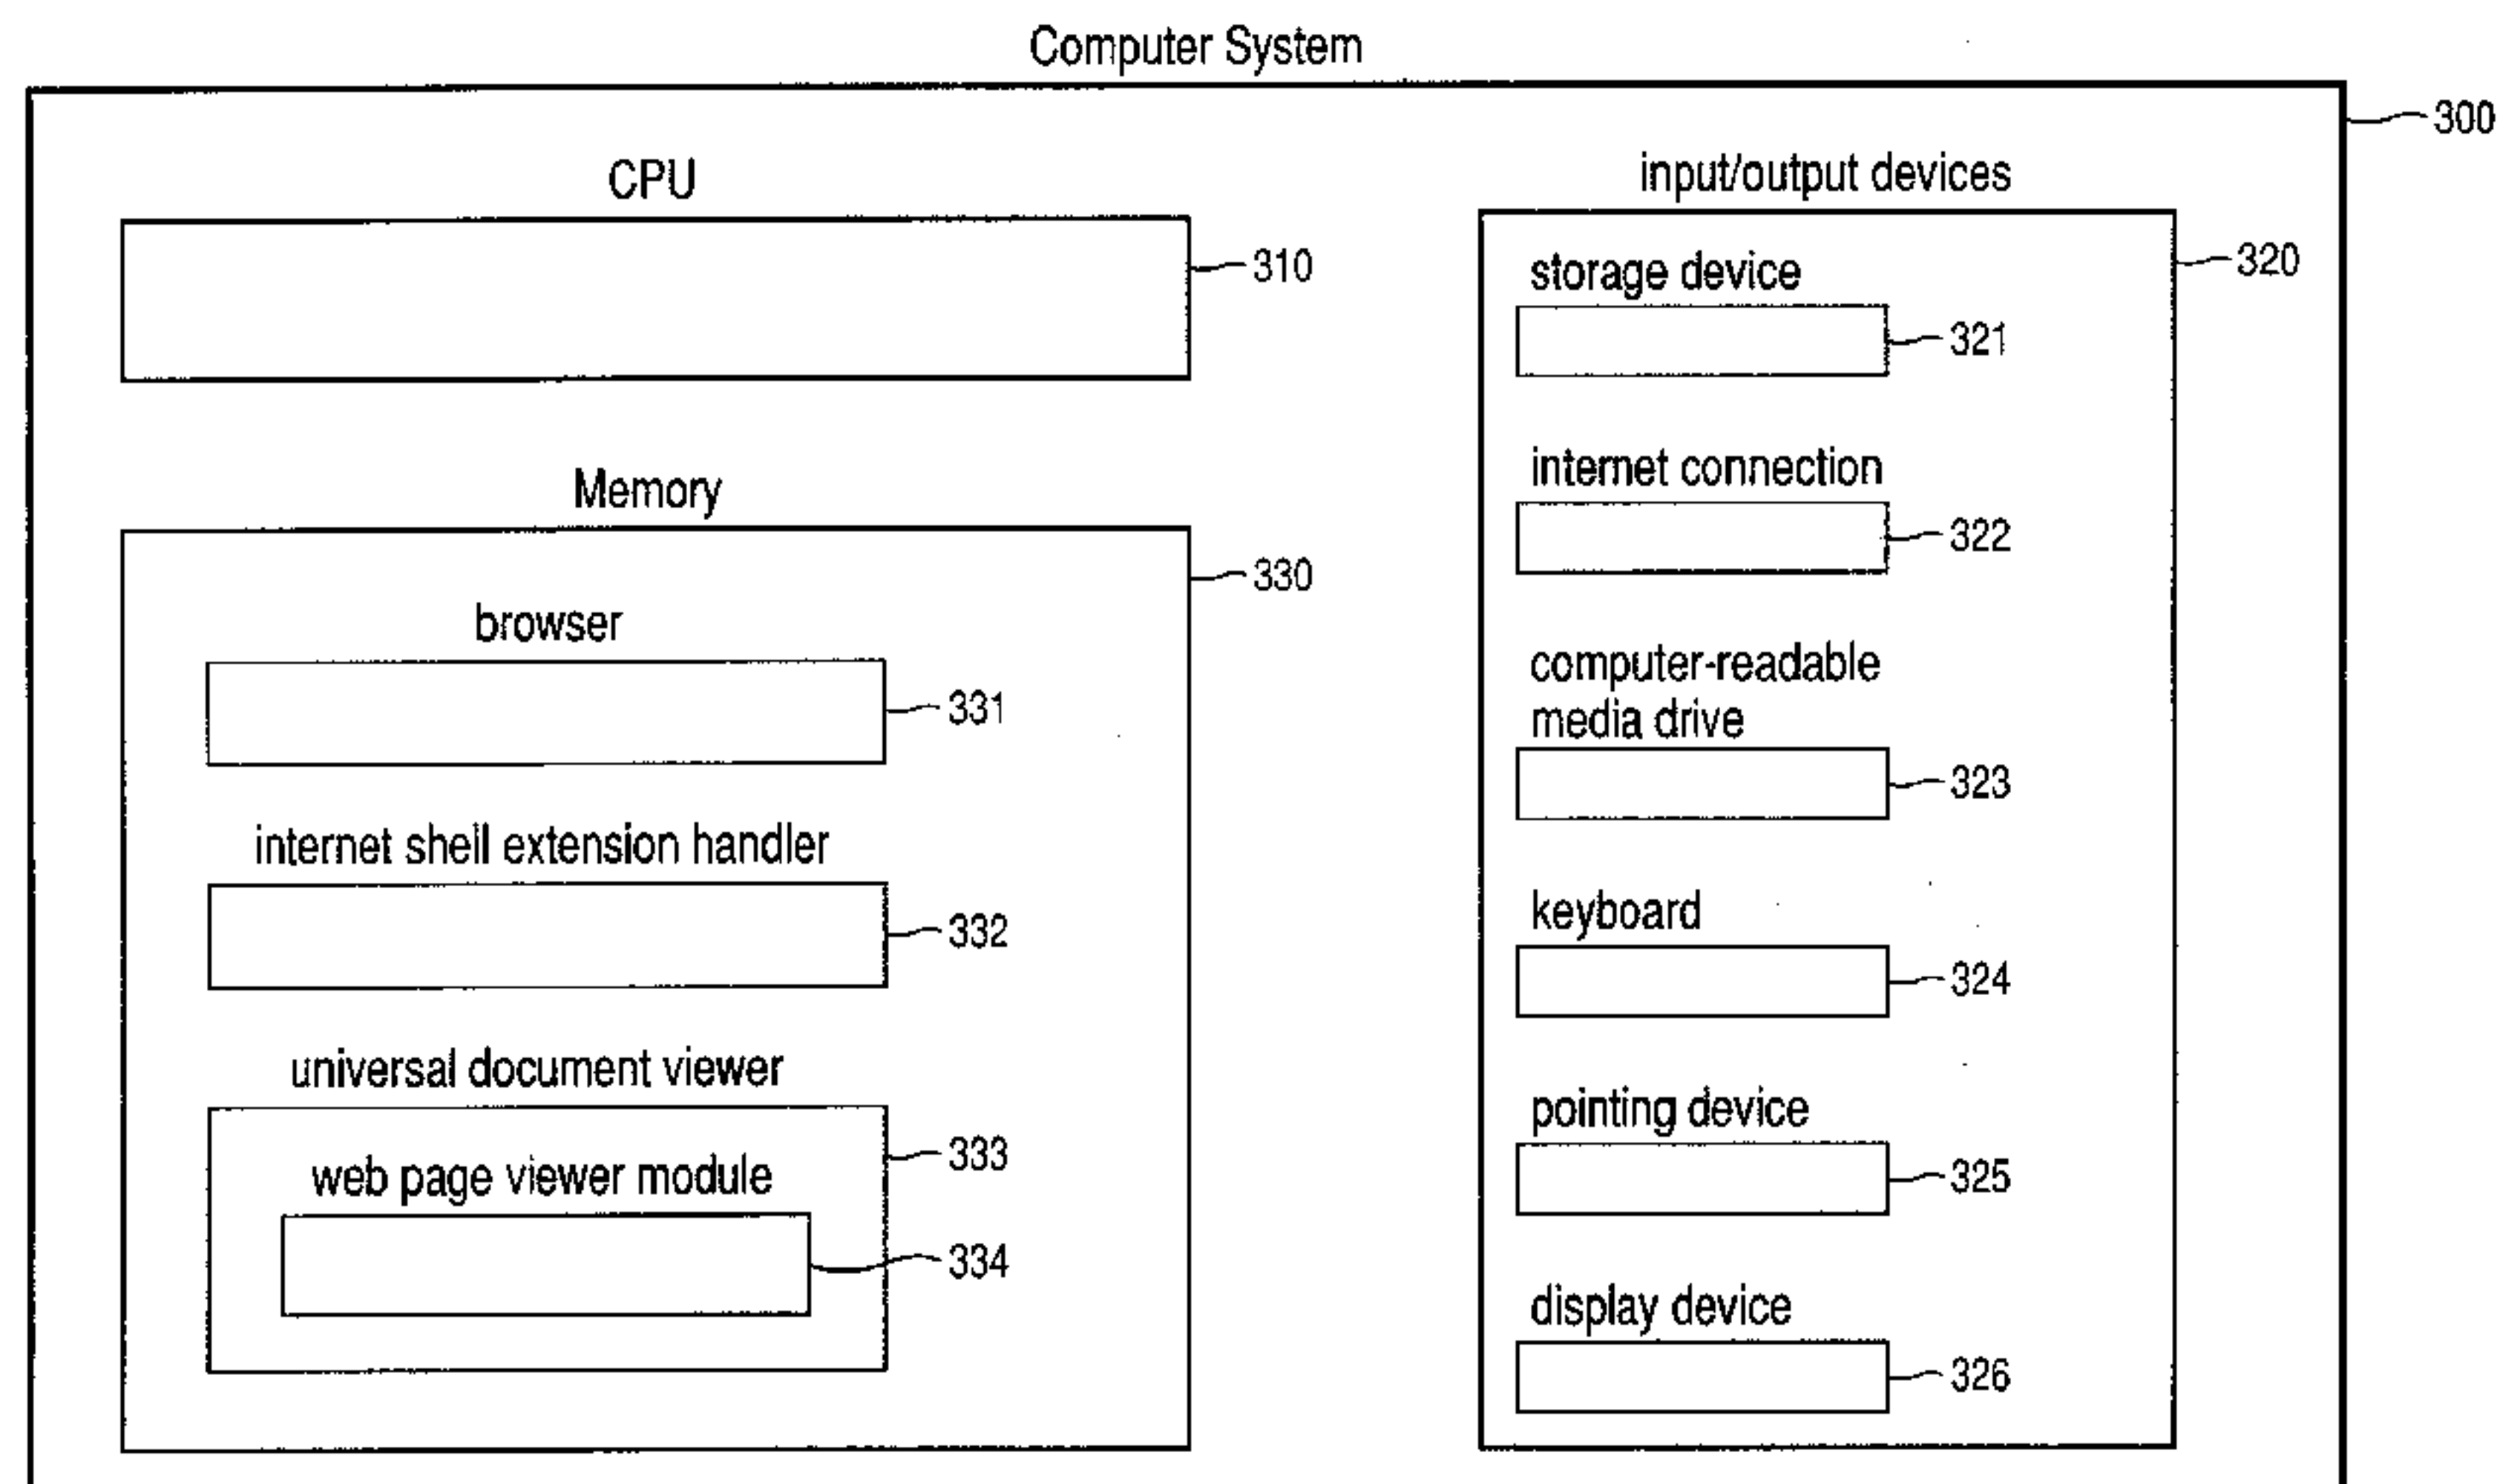 Computer System
300
CPU
310
Memory
330
browser
331
internet shell extension handler
332
universal document viewer
333
web page viewer module
334
input/output devices
320
storage device
321
internet connection
322
computer-readable
media drive
323
keyboard
324
pointing device
325
display device
326